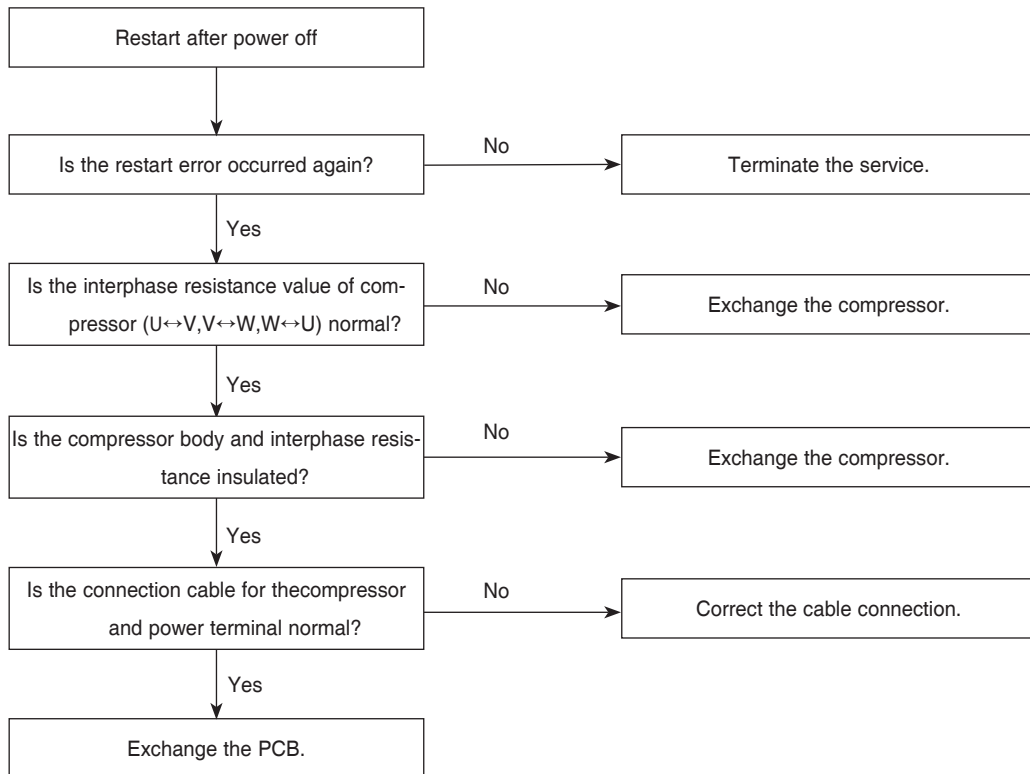 Restart after power off
Is the restart error occurred again?
No
Terminate the service.
Yes
Is the interphase resistance value of com-
pressor (U↔V,V↔W,W↔U) normal?
No
Exchange the compressor.
Yes
Is the compressor body and interphase resis-
tance insulated?
No
Exchange the compressor.
Yes
Is the connection cable for thecompressor
and power terminal normal?
No
Correct the cable connection.
Yes
Exchange the PCB.